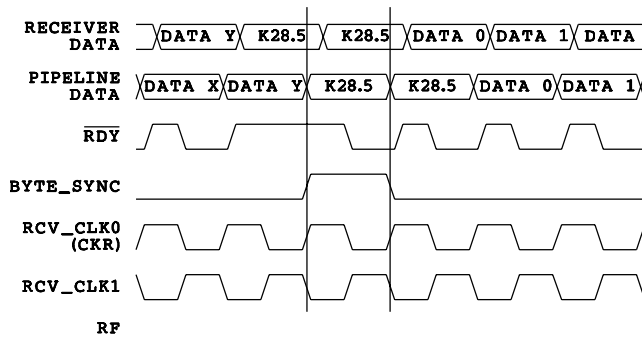 RECEIVER DATA DATA Y K28.5 K28.5 DATA 0 DATA 1 DATA
PIPELINE DATA DATA X DATA Y K28.5 K28.5 DATA 0 DATA 1
RDY
BYTE_SYNC
RCV_CLK0
(CKR)
RCV_CLK1
RF